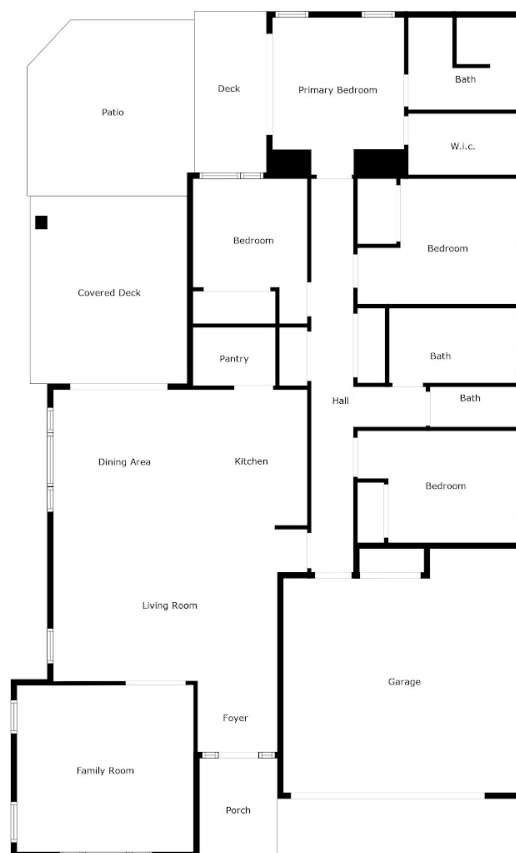 Deck
Primary Bedroom
Bath
Patio
W.i.c.
Bedroom
Bedroom
Covered Deck
Pantry
Bath
Hall
Bath
Dining Area
Kitchen
Bedroom
Living Room
Garage
Foyer
Family Room
Porch